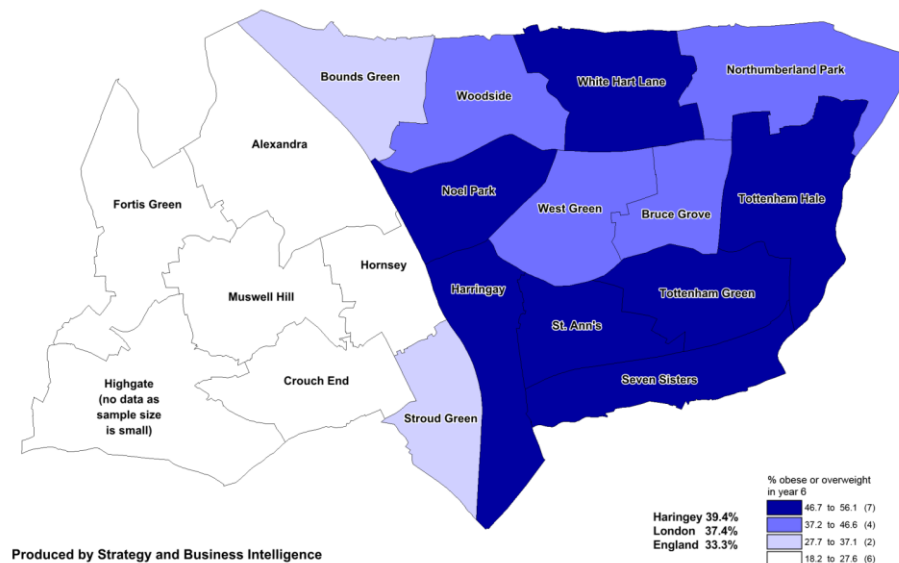 Bounds Green
Woodside
White Hart Lane
Northumberland Park
Alexandra
Fortis Green
Noel Park
West Green
Bruce Grove
Tottenham Hale
Hornsey
Muswell Hill
Harringay
Tottenham Green
St. Ann's
Seven Sisters
Highgate
(no data as
sample size
is small)
Crouch End
Stroud Green
% obese or overweight
in year 6
46.7 to 56.1 (7)
37.2 to 46.6 (4)
27.7 to 37.1 (2)
18.2 to 27.6 (6)
Haringey 39.4%
London 37.4%
England 33.3%
Produced by Strategy and Business Intelligence